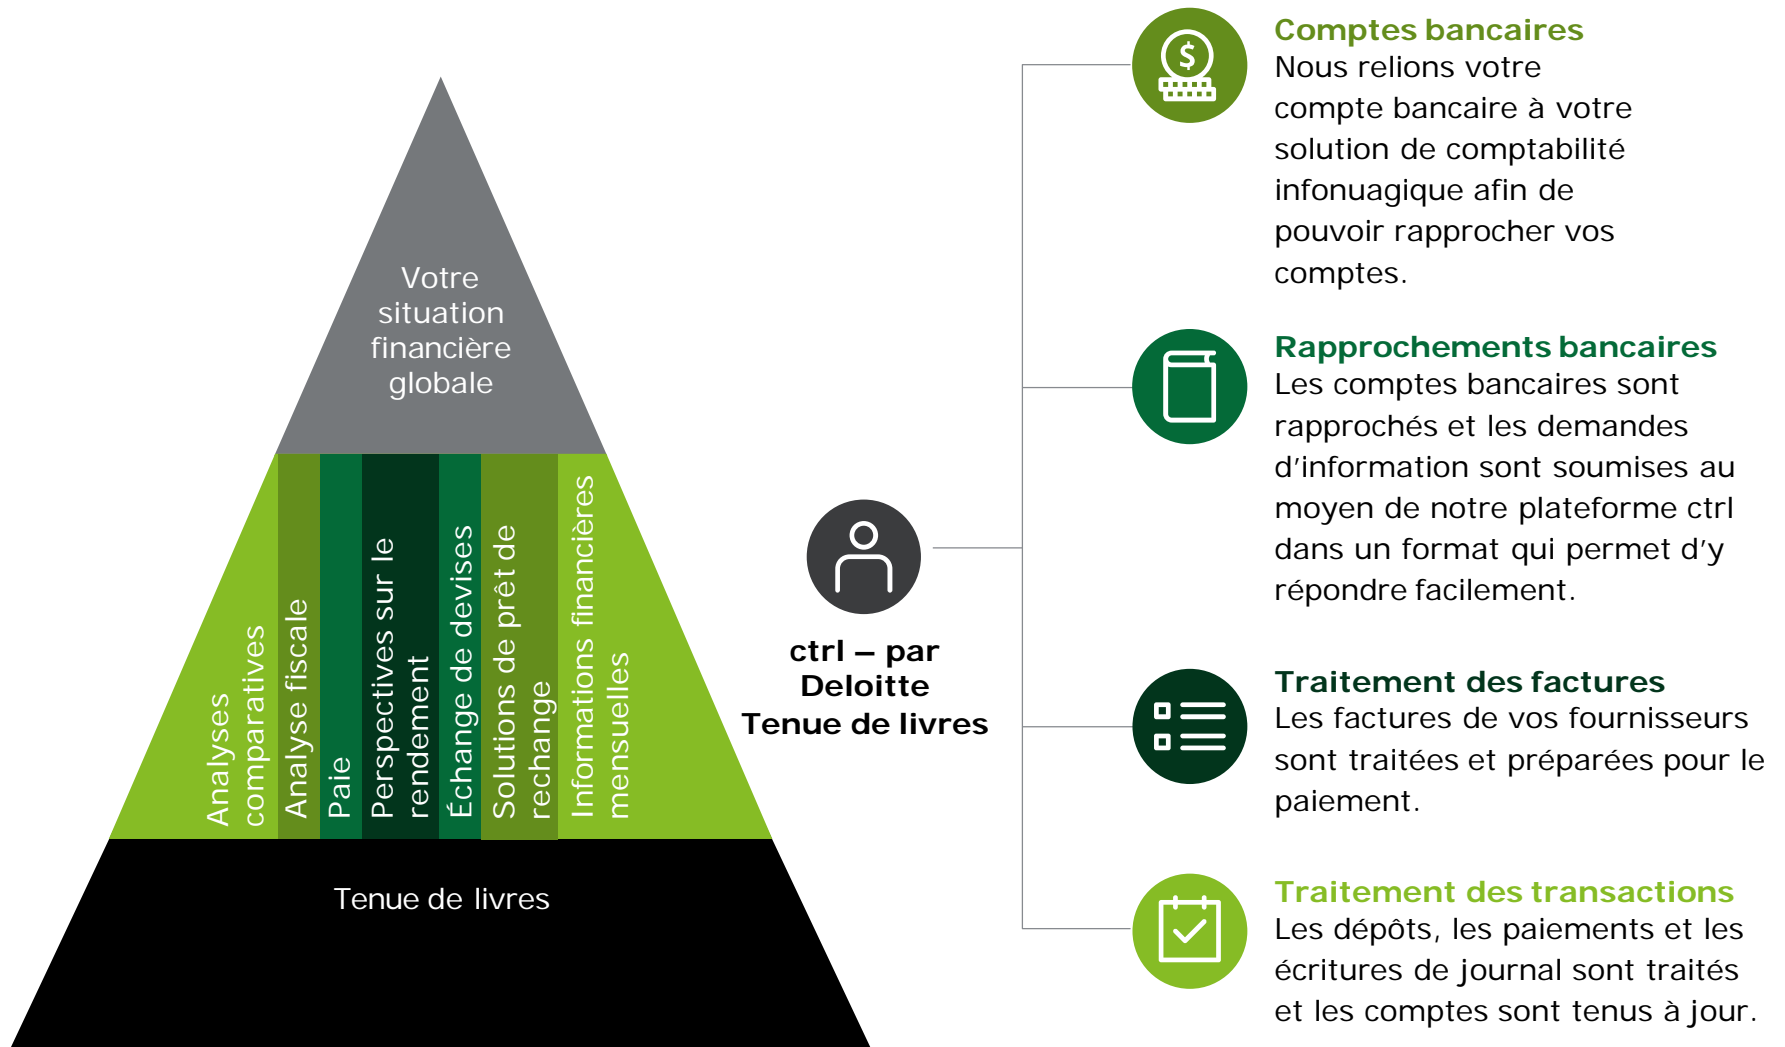 Votre
situation
financière
globale
Analyses
comparatives
Analyse fiscale
Paie
Perspectives sur le
rendement
Échange de devises
Solutions de prêt de
rechange
Informations financières
mensuelles
Tenue de livres
ctrl – par
Deloitte
Tenue de livres
$
Comptes bancaires
Nous relions votre
compte bancaire à votre
solution de comptabilité
infonuagique afin de
pouvoir rapprocher vos
comptes.
Rapprochements bancaires
Les comptes bancaires sont
rapprochés et les demandes
d’information sont soumises au
moyen de notre plateforme ctrl
dans un format qui permet d’y
répondre facilement.
Traitement des factures
Les factures de vos fournisseurs
sont traitées et préparées pour le
paiement.
Traitement des transactions
Les dépôts, les paiements et les
écritures de journal sont traités
et les comptes sont tenus à jour.